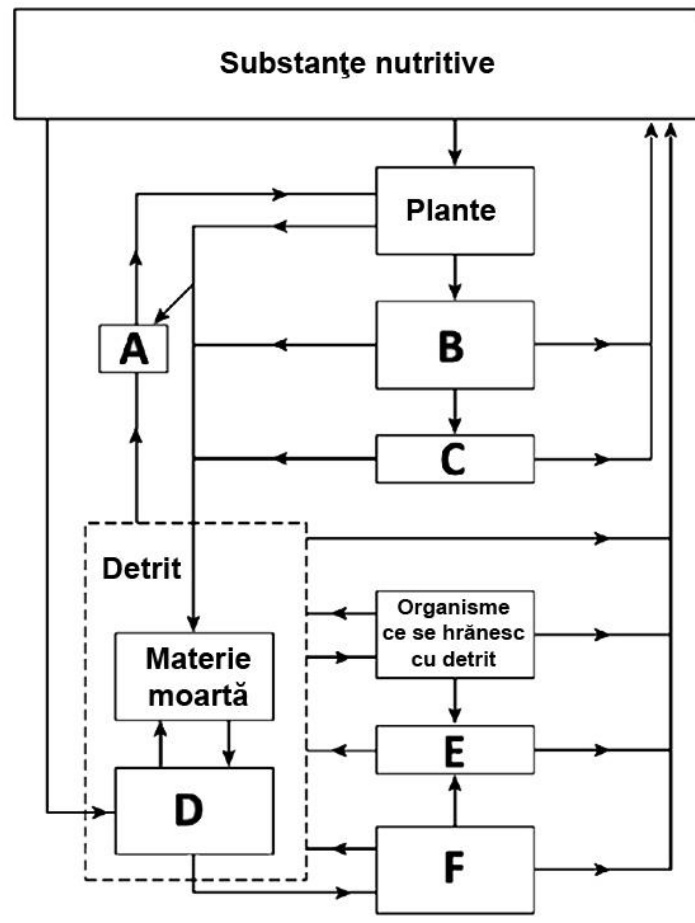 Substanţe nutritive
Plante
A
B
C
Detrit
Materie
moartă
Organisme
ce se hrănesc
cu detrit
E
D
F